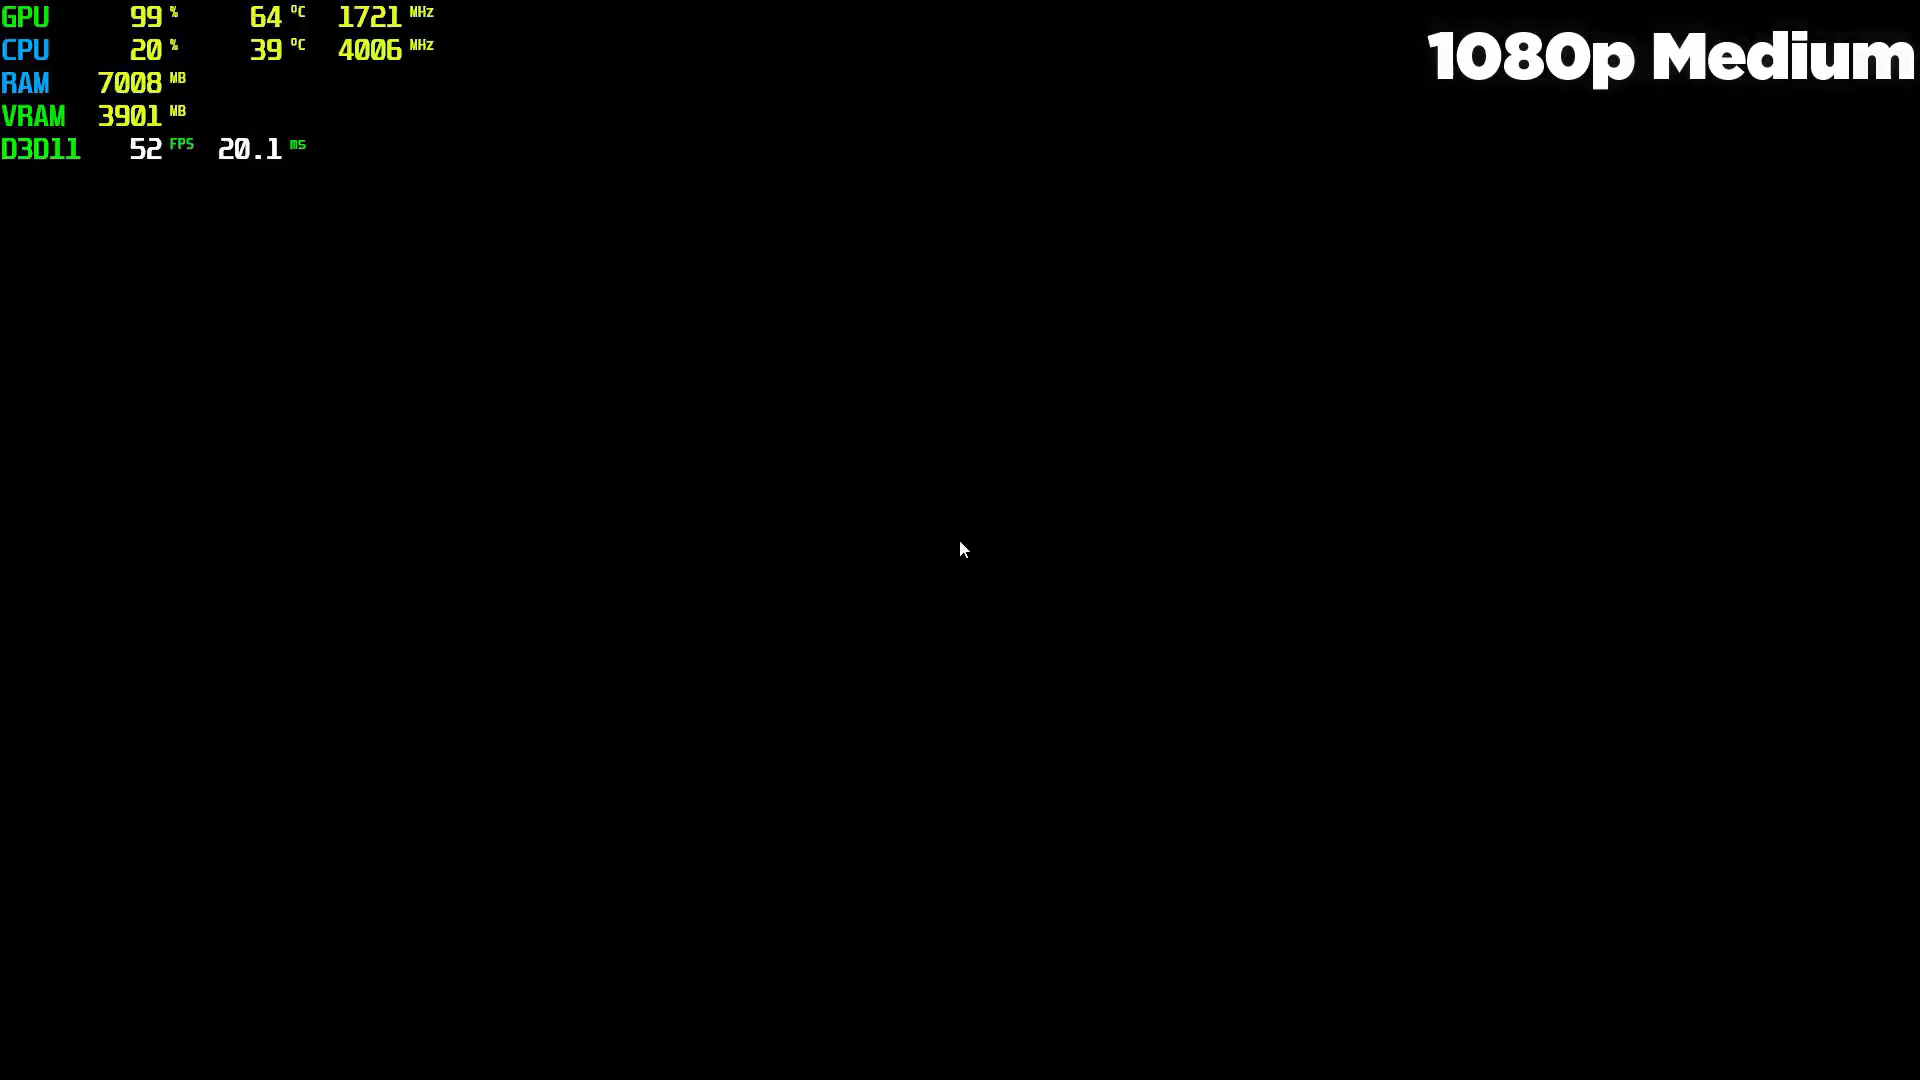 GPU 99 % 64 °C 1721 MHz
1080p Medium
CPU 20 % 39 °C 4006 MHz
RAM 7008 MB
VRAM 3901 MB
D3D11 52 FPS 20.1 ms